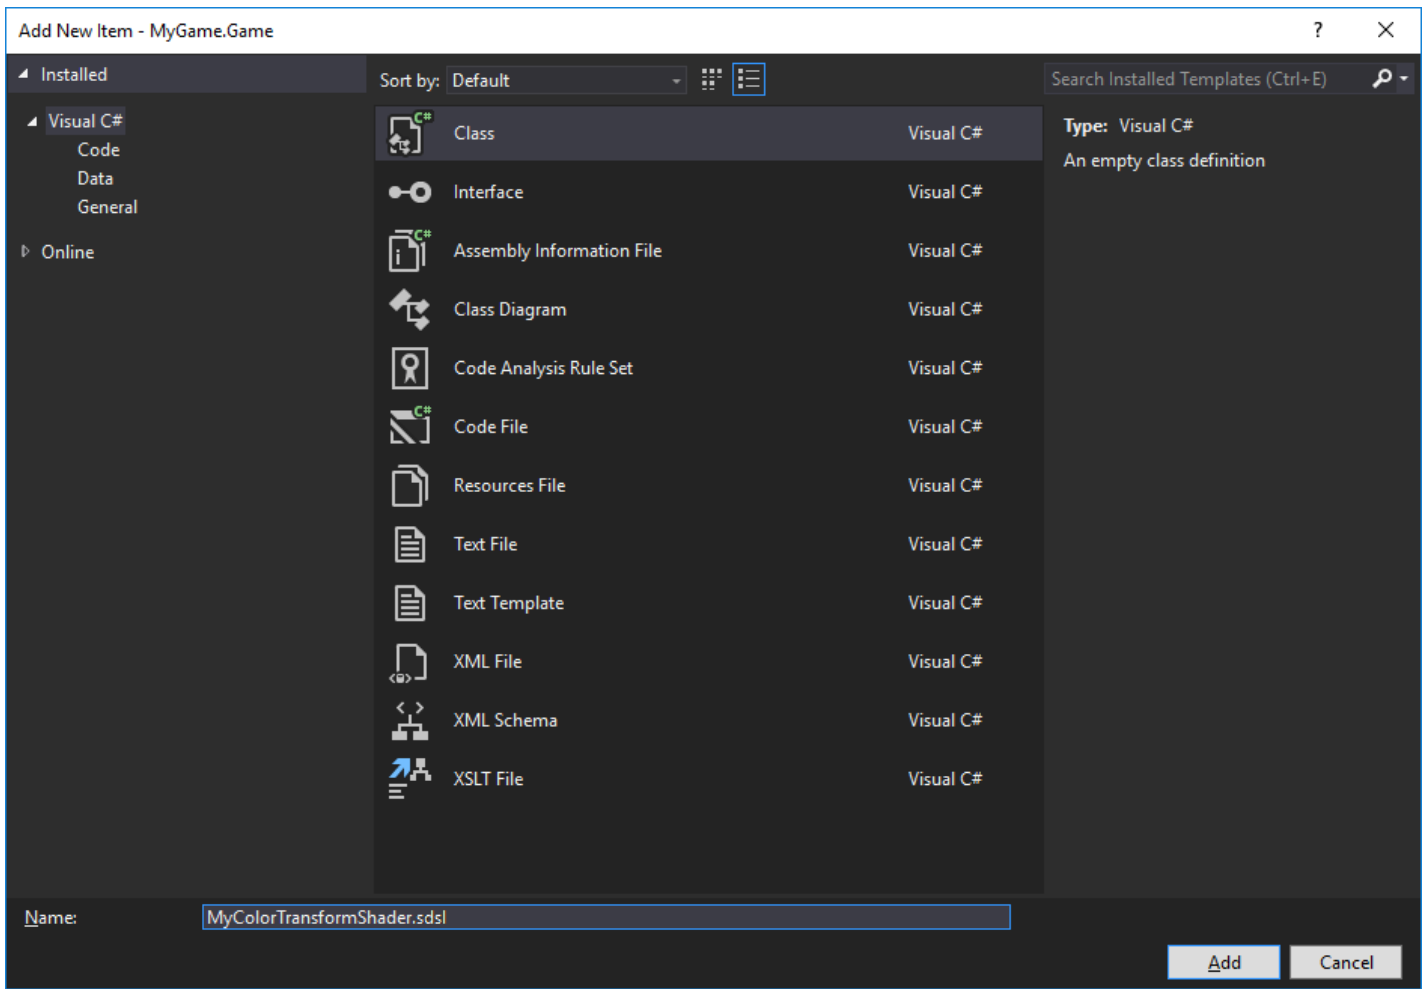 Add New Item - MyGame.Game
?
Installed
Sort by: Default
Search Installed Templates (Ctrl+E)
Visual C#
Code
Data
General
Online
C# Class Visual C#
Interface Visual C#
C# Assembly Information File Visual C#
Class Diagram Visual C#
Code Analysis Rule Set Visual C#
C# Code File Visual C#
Resources File Visual C#
Text File Visual C#
Text Template Visual C#
XML File Visual C#
XML Schema Visual C#
XSLT File Visual C#
Type: Visual C#
An empty class definition
Name: MyColorTransformShader.sdsl
Add Cancel